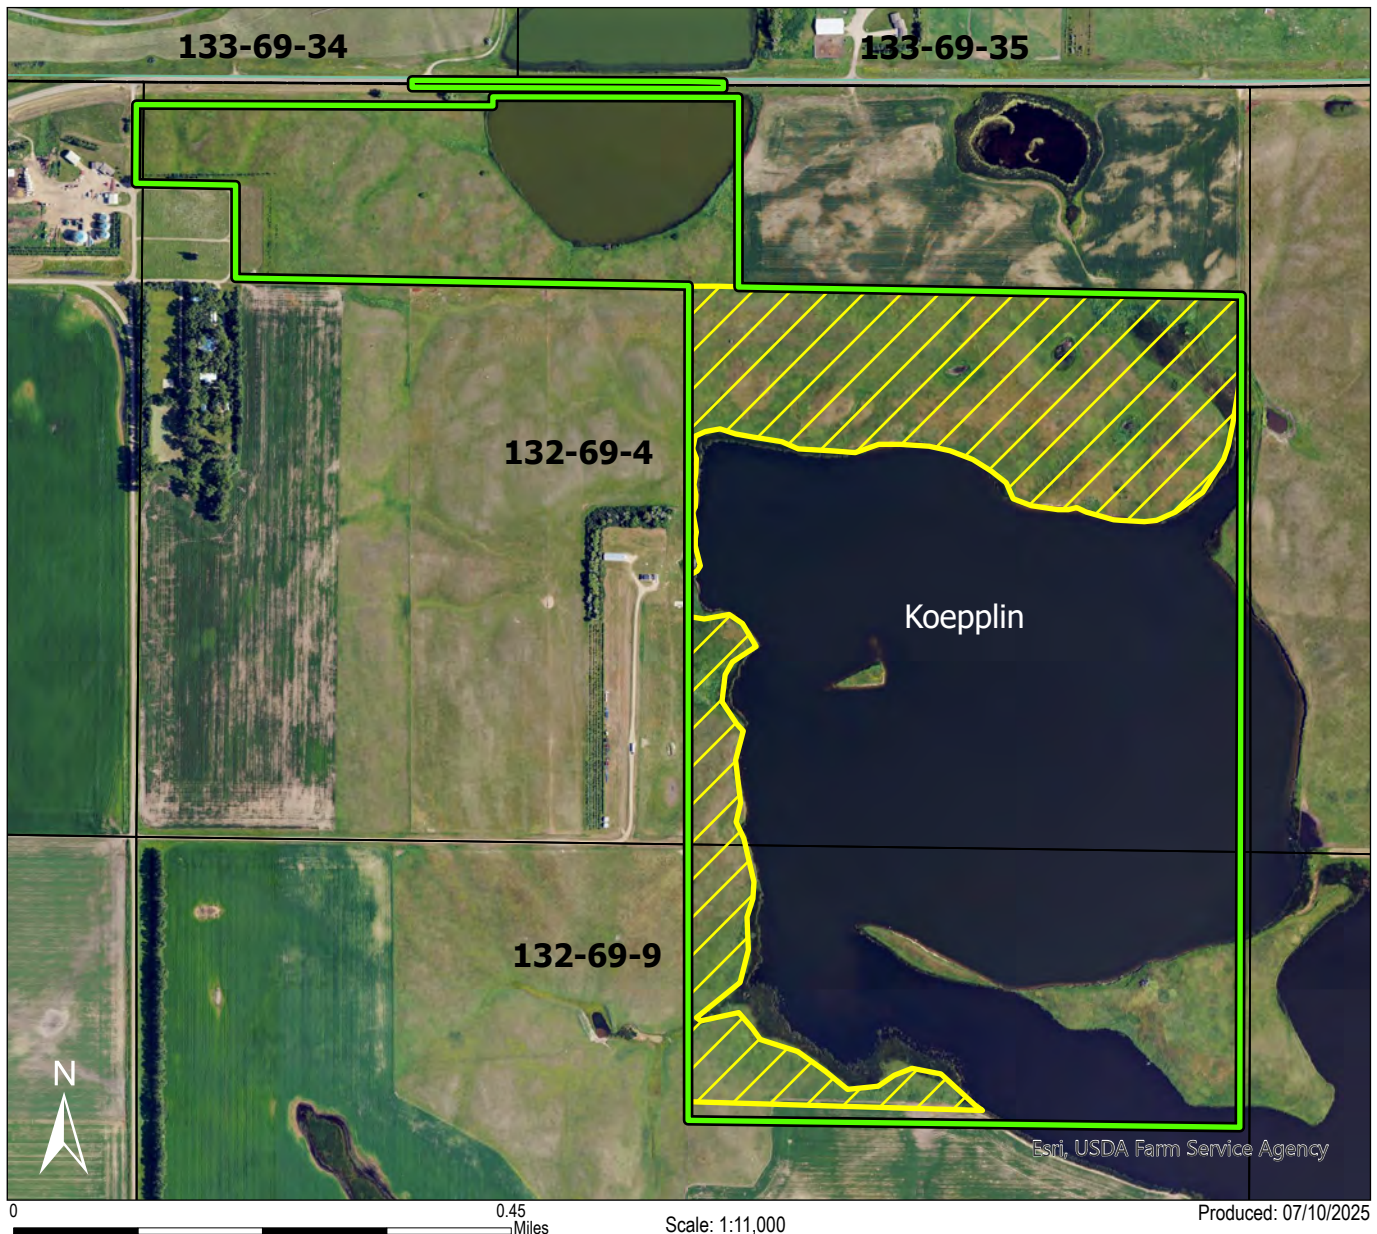 133-69-34
133-69-35
132-69-4
Koepplin
132-69-9
N
Esri, USDA Farm Service Agency
0
0.45
Miles
Scale: 1:11,000
Produced: 07/10/2025